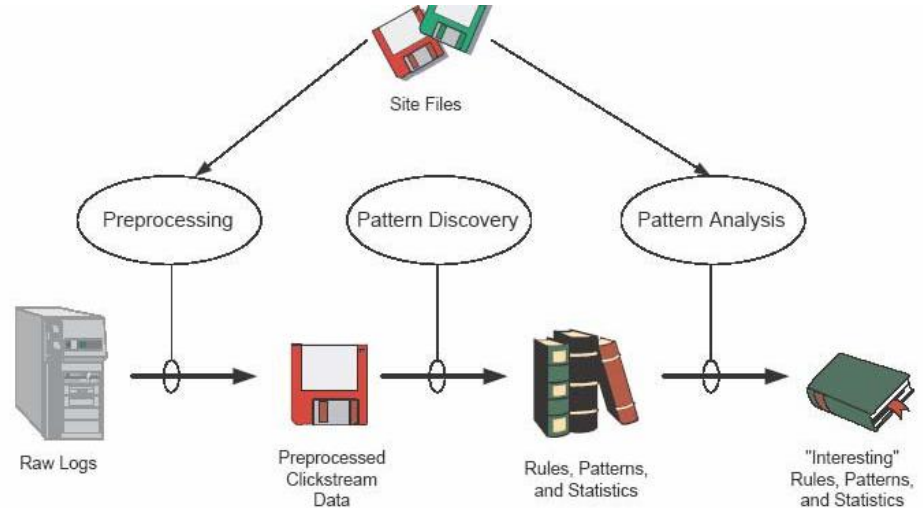 Site Files
Preprocessing
Pattern Discovery
Pattern Analysis
Raw Logs
Preprocessed
Clickstream
Data
Rules, Patterns,
and Statistics
"Interesting"
Rules, Patterns,
and Statistics